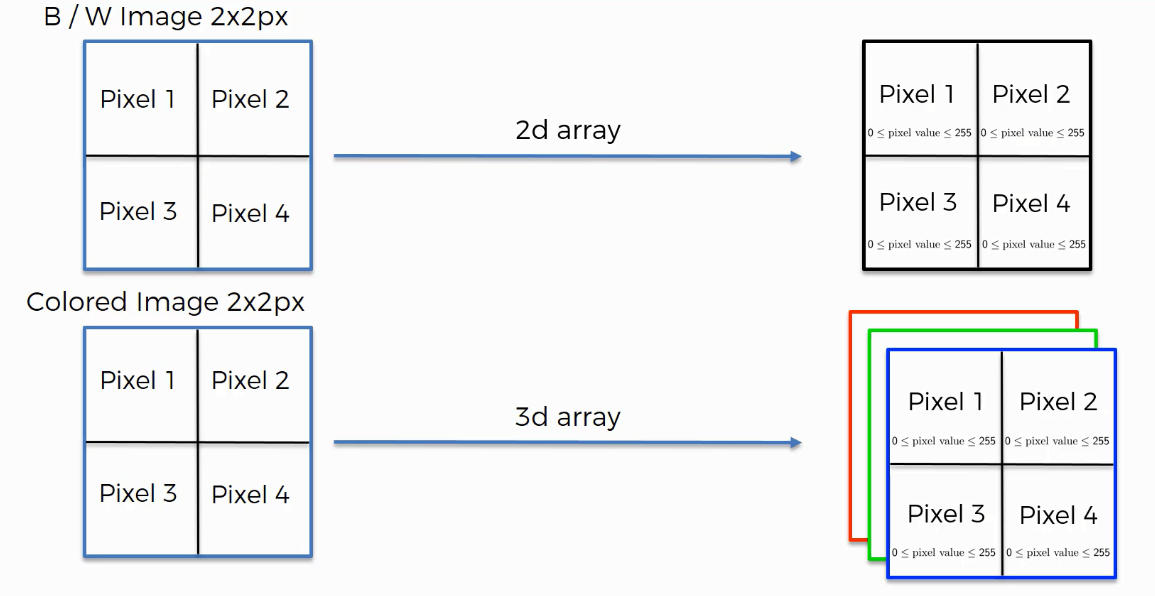 B / W Image 2x2px
Pixel 1 Pixel 2
Pixel 3 Pixel 4
2d array
Pixel 1 Pixel 2
0 ≤ pixel value ≤ 255 0 ≤ pixel value ≤ 255
Pixel 3 Pixel 4
0 ≤ pixel value ≤ 255 0 ≤ pixel value ≤ 255
Colored Image 2x2px
Pixel 1 Pixel 2
Pixel 3 Pixel 4
3d array
Pixel 1 Pixel 2
0 ≤ pixel value ≤ 255 0 ≤ pixel value ≤ 255
Pixel 3 Pixel 4
0 ≤ pixel value ≤ 255 0 ≤ pixel value ≤ 255